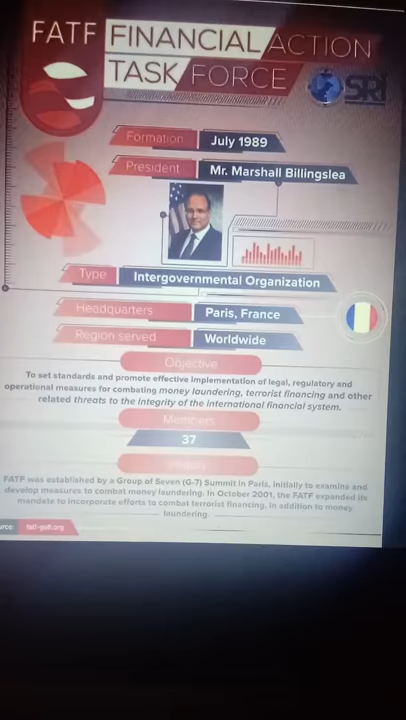 FATF FINANCIAL ACTION
TASK FORCE
SRI
Formation July 1989
President Mr. Marshall Billingslea
Type Intergovernmental Organization
Headquarters Paris, France
Region served Worldwide
Objective
To set standards and promote effective implementation of legal, regulatory and
operational measures for combating money laundering, terrorist financing and other
related threats to the integrity of the international financial system.
Members
37
FATF was established by a Group of Seven (G-7) Summit in Paris, initially to examine and
develop measures to combat money laundering. In October 2001, the FATF expanded its
mandate to incorporate efforts to combat terrorist financing, in addition to money
laundering.
fatf-gafi.org